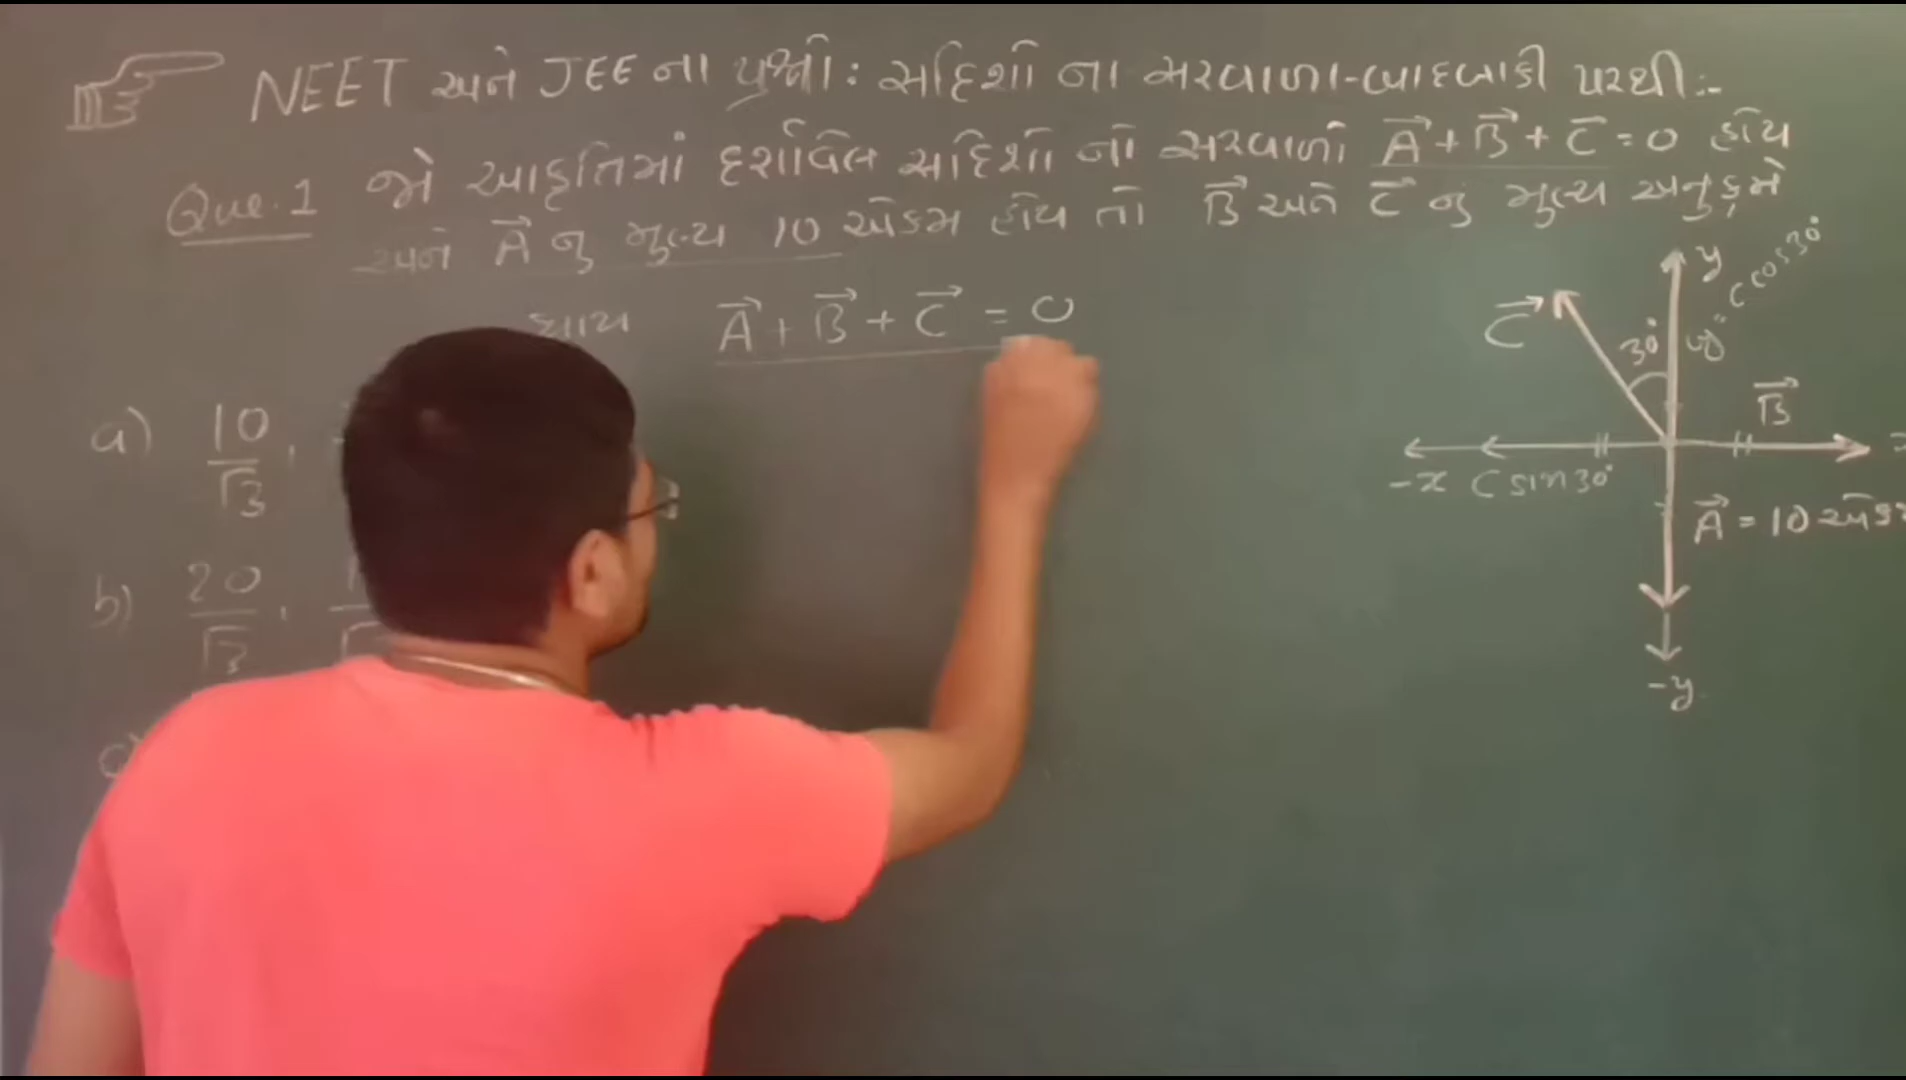 NEET અને JEE ના પ્રશ્નો : સદિશો ના સરવાળા-બાદબાકી પરથી :-
Que. 1 જો આકૃતિમાં દર્શાવેલ સદિશો નો સરવાળો A⃗ + B⃗ + C⃗ = 0 હોય
અને A⃗ નુ મુલ્ય 10 એકમ હોય તો B⃗ અને C⃗ નુ મુલ્ય અનુક્રમે
થાય
A⃗ + B⃗ + C⃗ = 0
a) 10/√3 ,
b) 20/√3 ,
y
C cos30°
C⃗
30°
B⃗
-x C sin30°
A⃗ = 10
-y